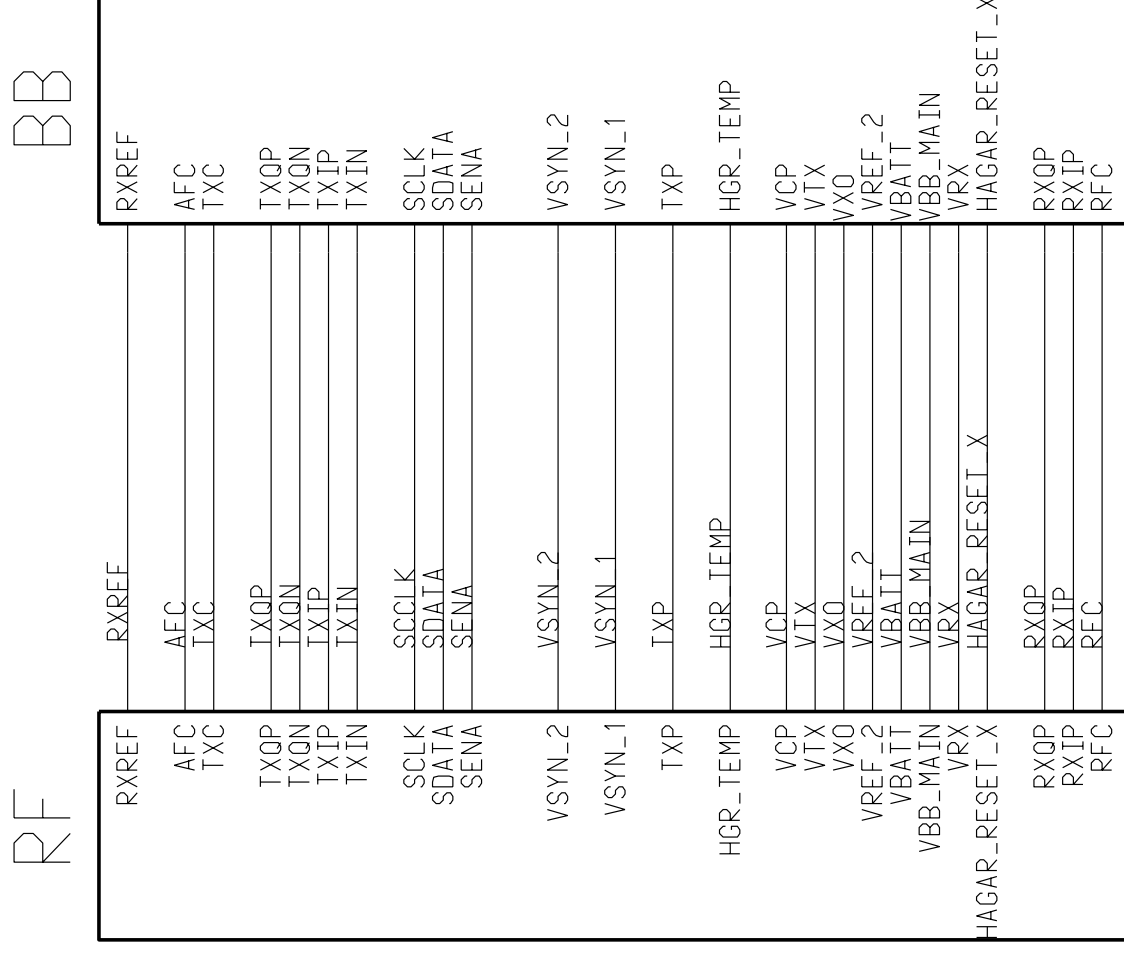 BB
RXREF
AFC
TXC
TXQP
TXQN
TXIP
TXIN
SCLK
SDATA
SENA
VSYN_2
VSYN_1
TXP
HGR_TEMP
VCP
VTX
VXO
VREF_2
VBATT
VBB_MAIN
VRX
HAGAR_RESET_X
RXQP
RXIP
RFC
RXREF
AFC
TXC
TXQP
TXQN
TXIP
TXIN
SCCLK
SDATA
SENA
VSYN_2
VSYN_1
TXP
HGR_TEMP
VCP
VTX
VXO
VREF_2
VBATT
VBB_MAIN
VRX
HAGAR_RESET_X
RXQP
RXIP
RFC
RF
RXREF
AFC
TXC
TXQP
TXQN
TXIP
TXIN
SCLK
SDATA
SENA
VSYN_2
VSYN_1
TXP
HGR_TEMP
VCP
VTX
VXO
VREF_2
VBATT
VBB_MAIN
VRX
HAGAR_RESET_X
RXQP
RXIP
RFC